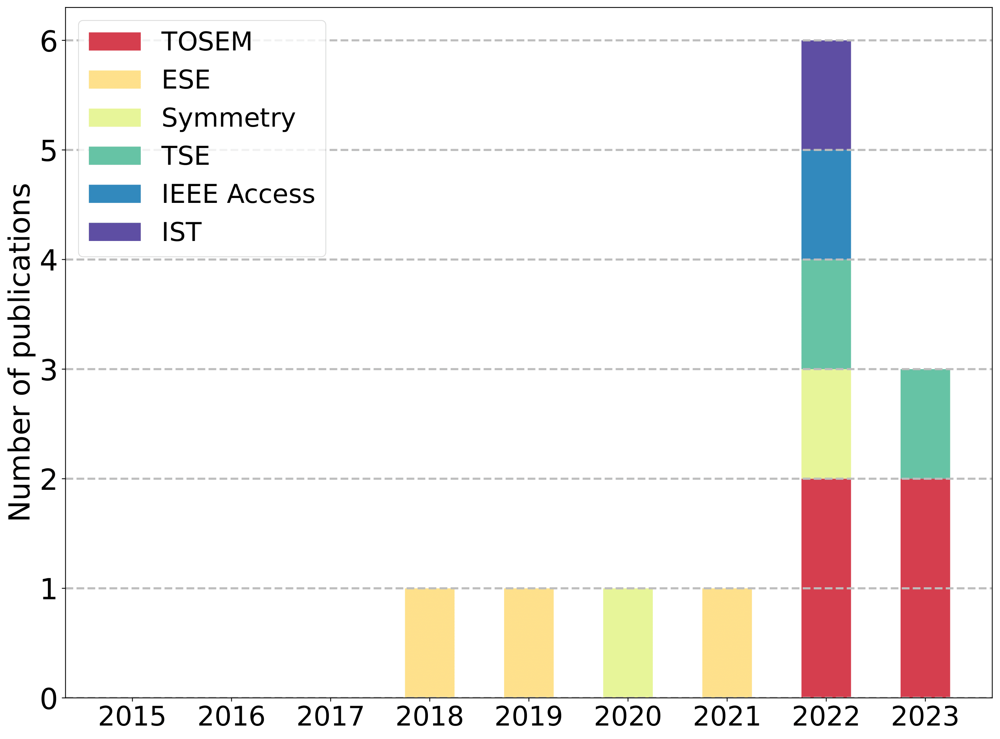 Number of publications
6
5
4
3
2
1
0
TOSEM
ESE
Symmetry
TSE
IEEE Access
IST
2015 2016 2017 2018 2019 2020 2021 2022 2023